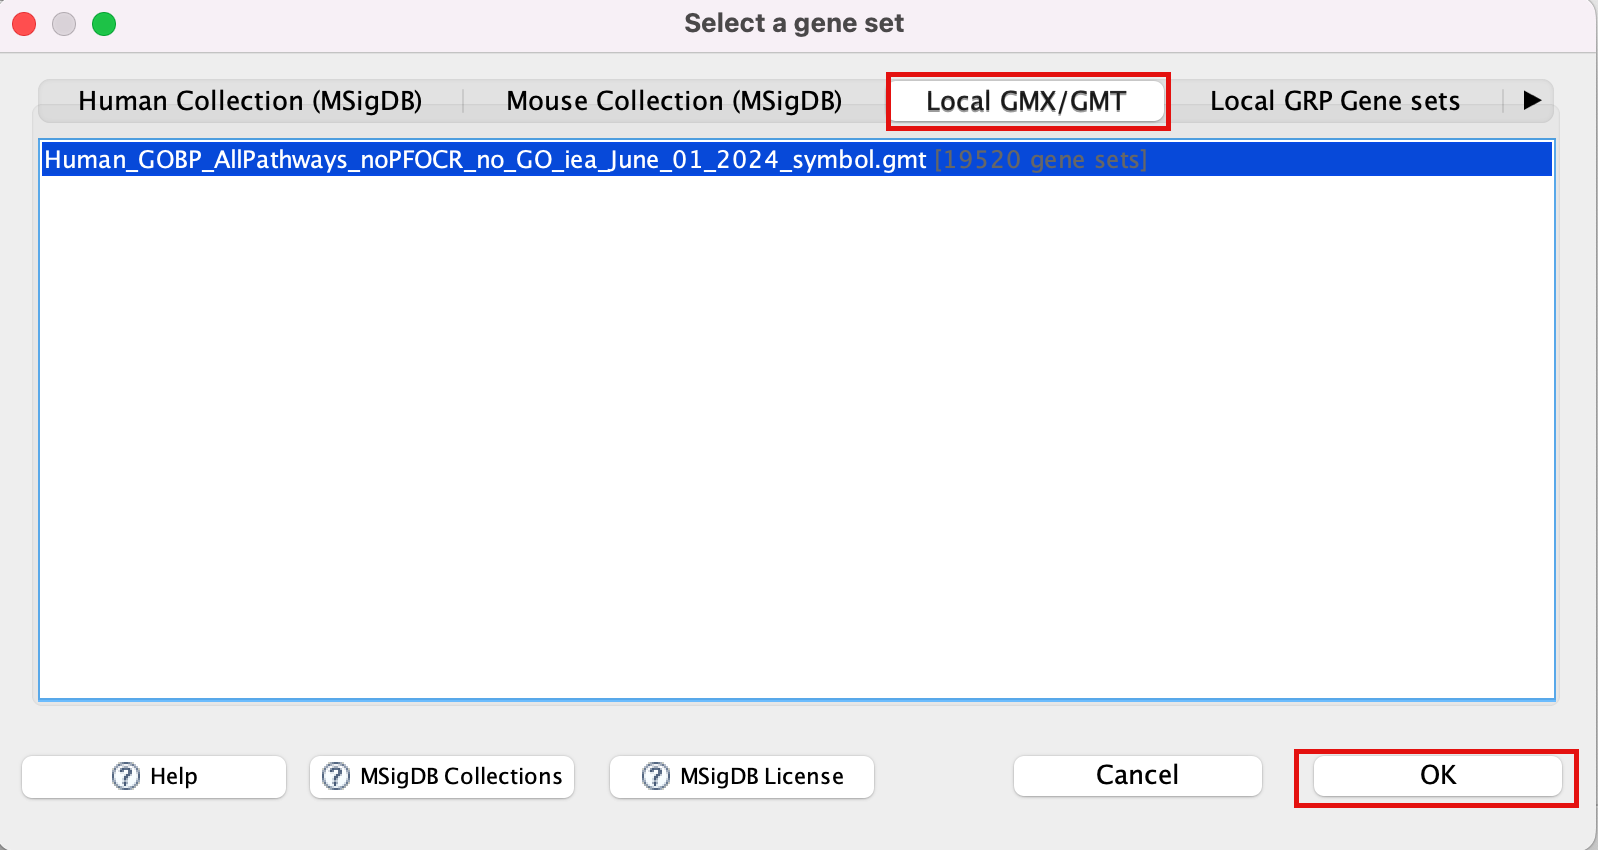 Select a gene set
Human Collection (MSigDB)
Mouse Collection (MSigDB)
Local GMX/GMT
Local GRP Gene sets
Human_GOBP_AllPathways_noPFOCR_no_GO_iea_June_01_2024_symbol.gmt [19520 gene sets]
? Help
? MSigDB Collections
? MSigDB License
Cancel
OK